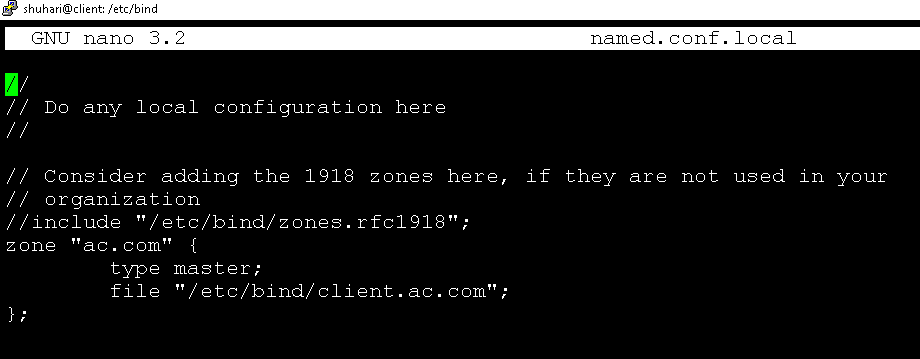 shuhari@client: /etc/bind
GNU nano 3.2 named.conf.local
//
// Do any local configuration here
//
// Consider adding the 1918 zones here, if they are not used in your
// organization
//include "/etc/bind/zones.rfc1918";
zone "ac.com" {
        type master;
        file "/etc/bind/client.ac.com";
};